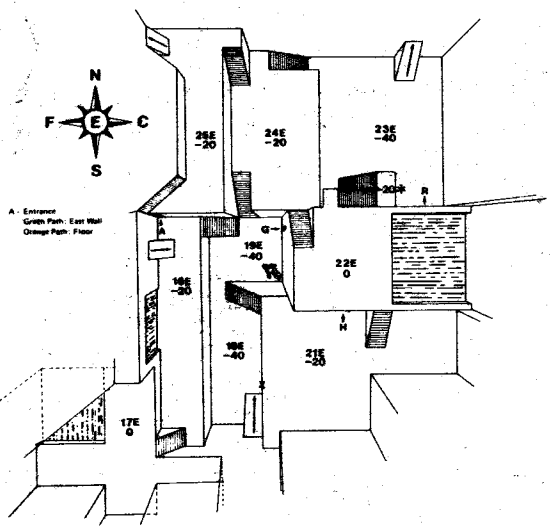 N
F E C
S
A - Entrance
Green Path: East Wall
Orange Path: Floor
25E
-20
24E
-20
23E
-40
-20*
R
A
G
F
19E
-40
22E
0
16E
-20
H
18E
-40
21E
-20
17E
0